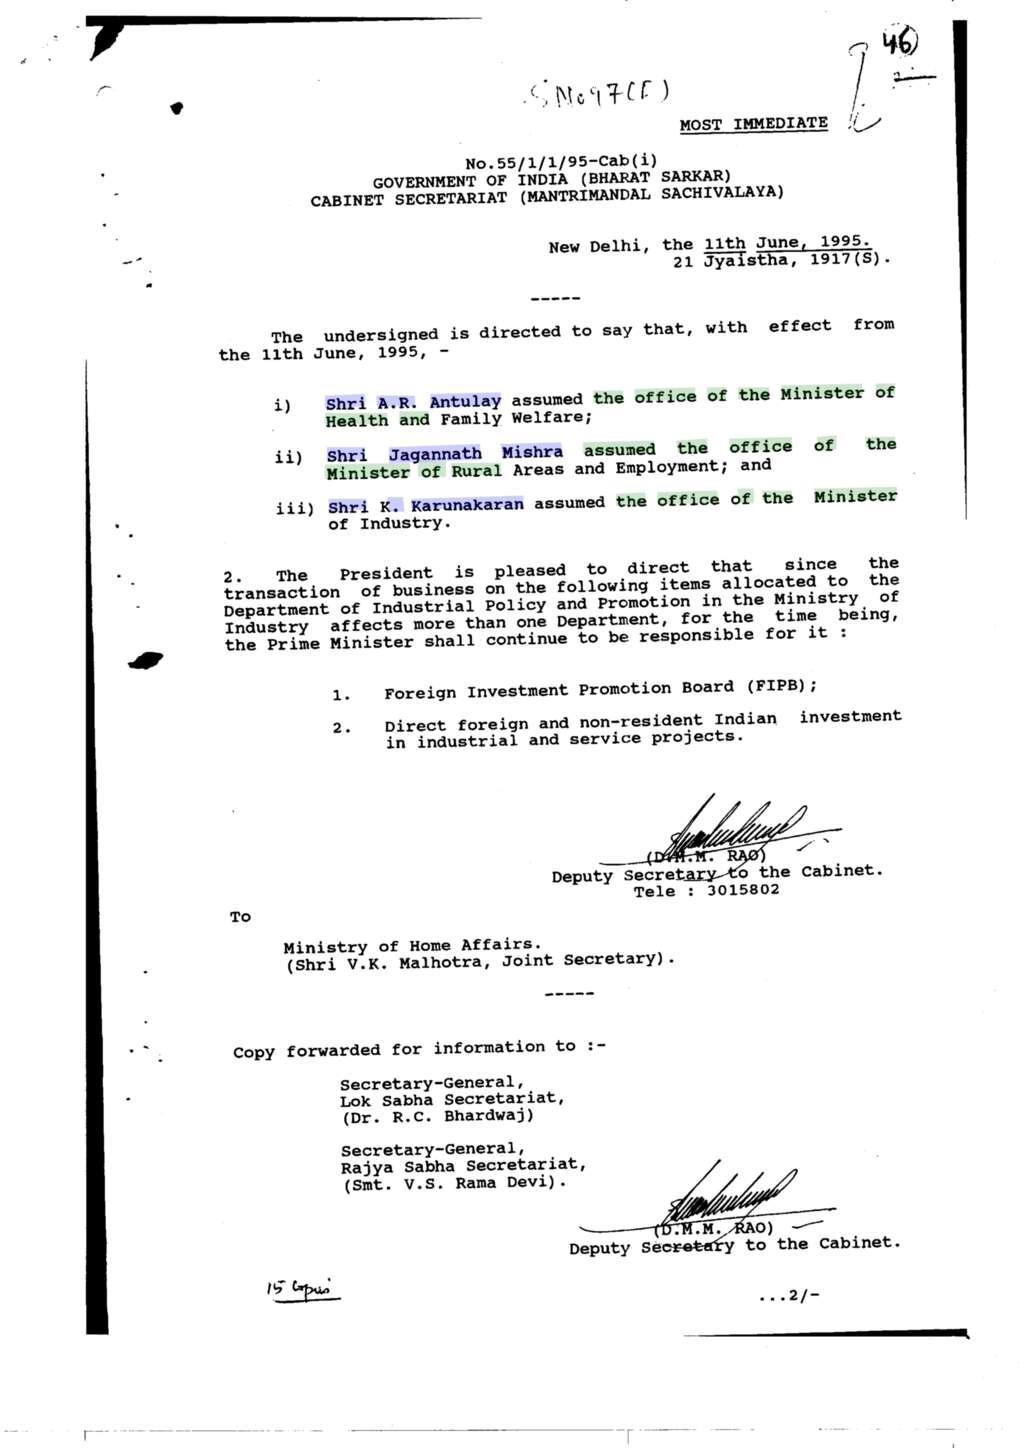 46
S No 97(E)
MOST IMMEDIATE
No.55/1/1/95-Cab(i)
GOVERNMENT OF INDIA (BHARAT SARKAR)
CABINET SECRETARIAT (MANTRIMANDAL SACHIVALAYA)
New Delhi, the 11th June, 1995.
21 Jyaistha, 1917(S).
-----
The undersigned is directed to say that, with effect from
the 11th June, 1995, -
i) Shri A.R. Antulay assumed the office of the Minister of
Health and Family Welfare;
ii) Shri Jagannath Mishra assumed the office of the
Minister of Rural Areas and Employment; and
iii) Shri K. Karunakaran assumed the office of the Minister
of Industry.
2. The President is pleased to direct that since the
transaction of business on the following items allocated to the
Department of Industrial Policy and Promotion in the Ministry of
Industry affects more than one Department, for the time being,
the Prime Minister shall continue to be responsible for it :
1. Foreign Investment Promotion Board (FIPB);
2. Direct foreign and non-resident Indian investment
in industrial and service projects.
(D.M.M. RAO)
Deputy Secretary to the Cabinet.
Tele : 3015802
To
Ministry of Home Affairs.
(Shri V.K. Malhotra, Joint Secretary).
-----
Copy forwarded for information to :-
Secretary-General,
Lok Sabha Secretariat,
(Dr. R.C. Bhardwaj)
Secretary-General,
Rajya Sabha Secretariat,
(Smt. V.S. Rama Devi).
(D.M.M. RAO)
Deputy Secretary to the Cabinet.
15 Copies
...2/-